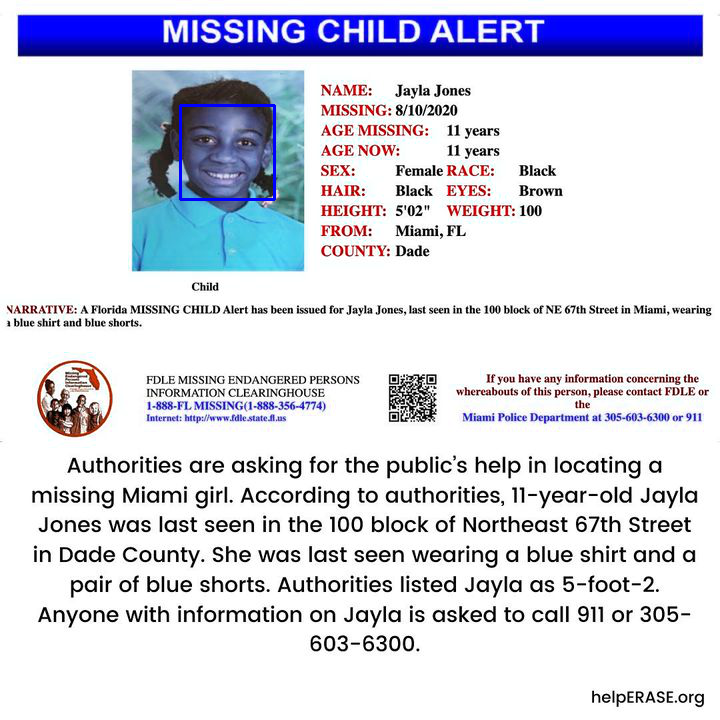 MISSING CHILD ALERT
NAME: Jayla Jones
MISSING: 8/10/2020
AGE MISSING: 11 years
AGE NOW: 11 years
SEX: Female RACE: Black
HAIR: Black EYES: Brown
HEIGHT: 5'02" WEIGHT: 100
FROM: Miami, FL
COUNTY: Dade
Child
NARRATIVE: A Florida MISSING CHILD Alert has been issued for Jayla Jones, last seen in the 100 block of NE 67th Street in Miami, wearing
a blue shirt and blue shorts.
FDLE MISSING ENDANGERED PERSONS
INFORMATION CLEARINGHOUSE
1-888-FL MISSING(1-888-356-4774)
Internet: http://www.fdle.state.fl.us
If you have any information concerning the
whereabouts of this person, please contact FDLE or
the
Miami Police Department at 305-603-6300 or 911
Authorities are asking for the public's help in locating a
missing Miami girl. According to authorities, 11-year-old Jayla
Jones was last seen in the 100 block of Northeast 67th Street
in Dade County. She was last seen wearing a blue shirt and a
pair of blue shorts. Authorities listed Jayla as 5-foot-2.
Anyone with information on Jayla is asked to call 911 or 305-
603-6300.
helpERASE.org